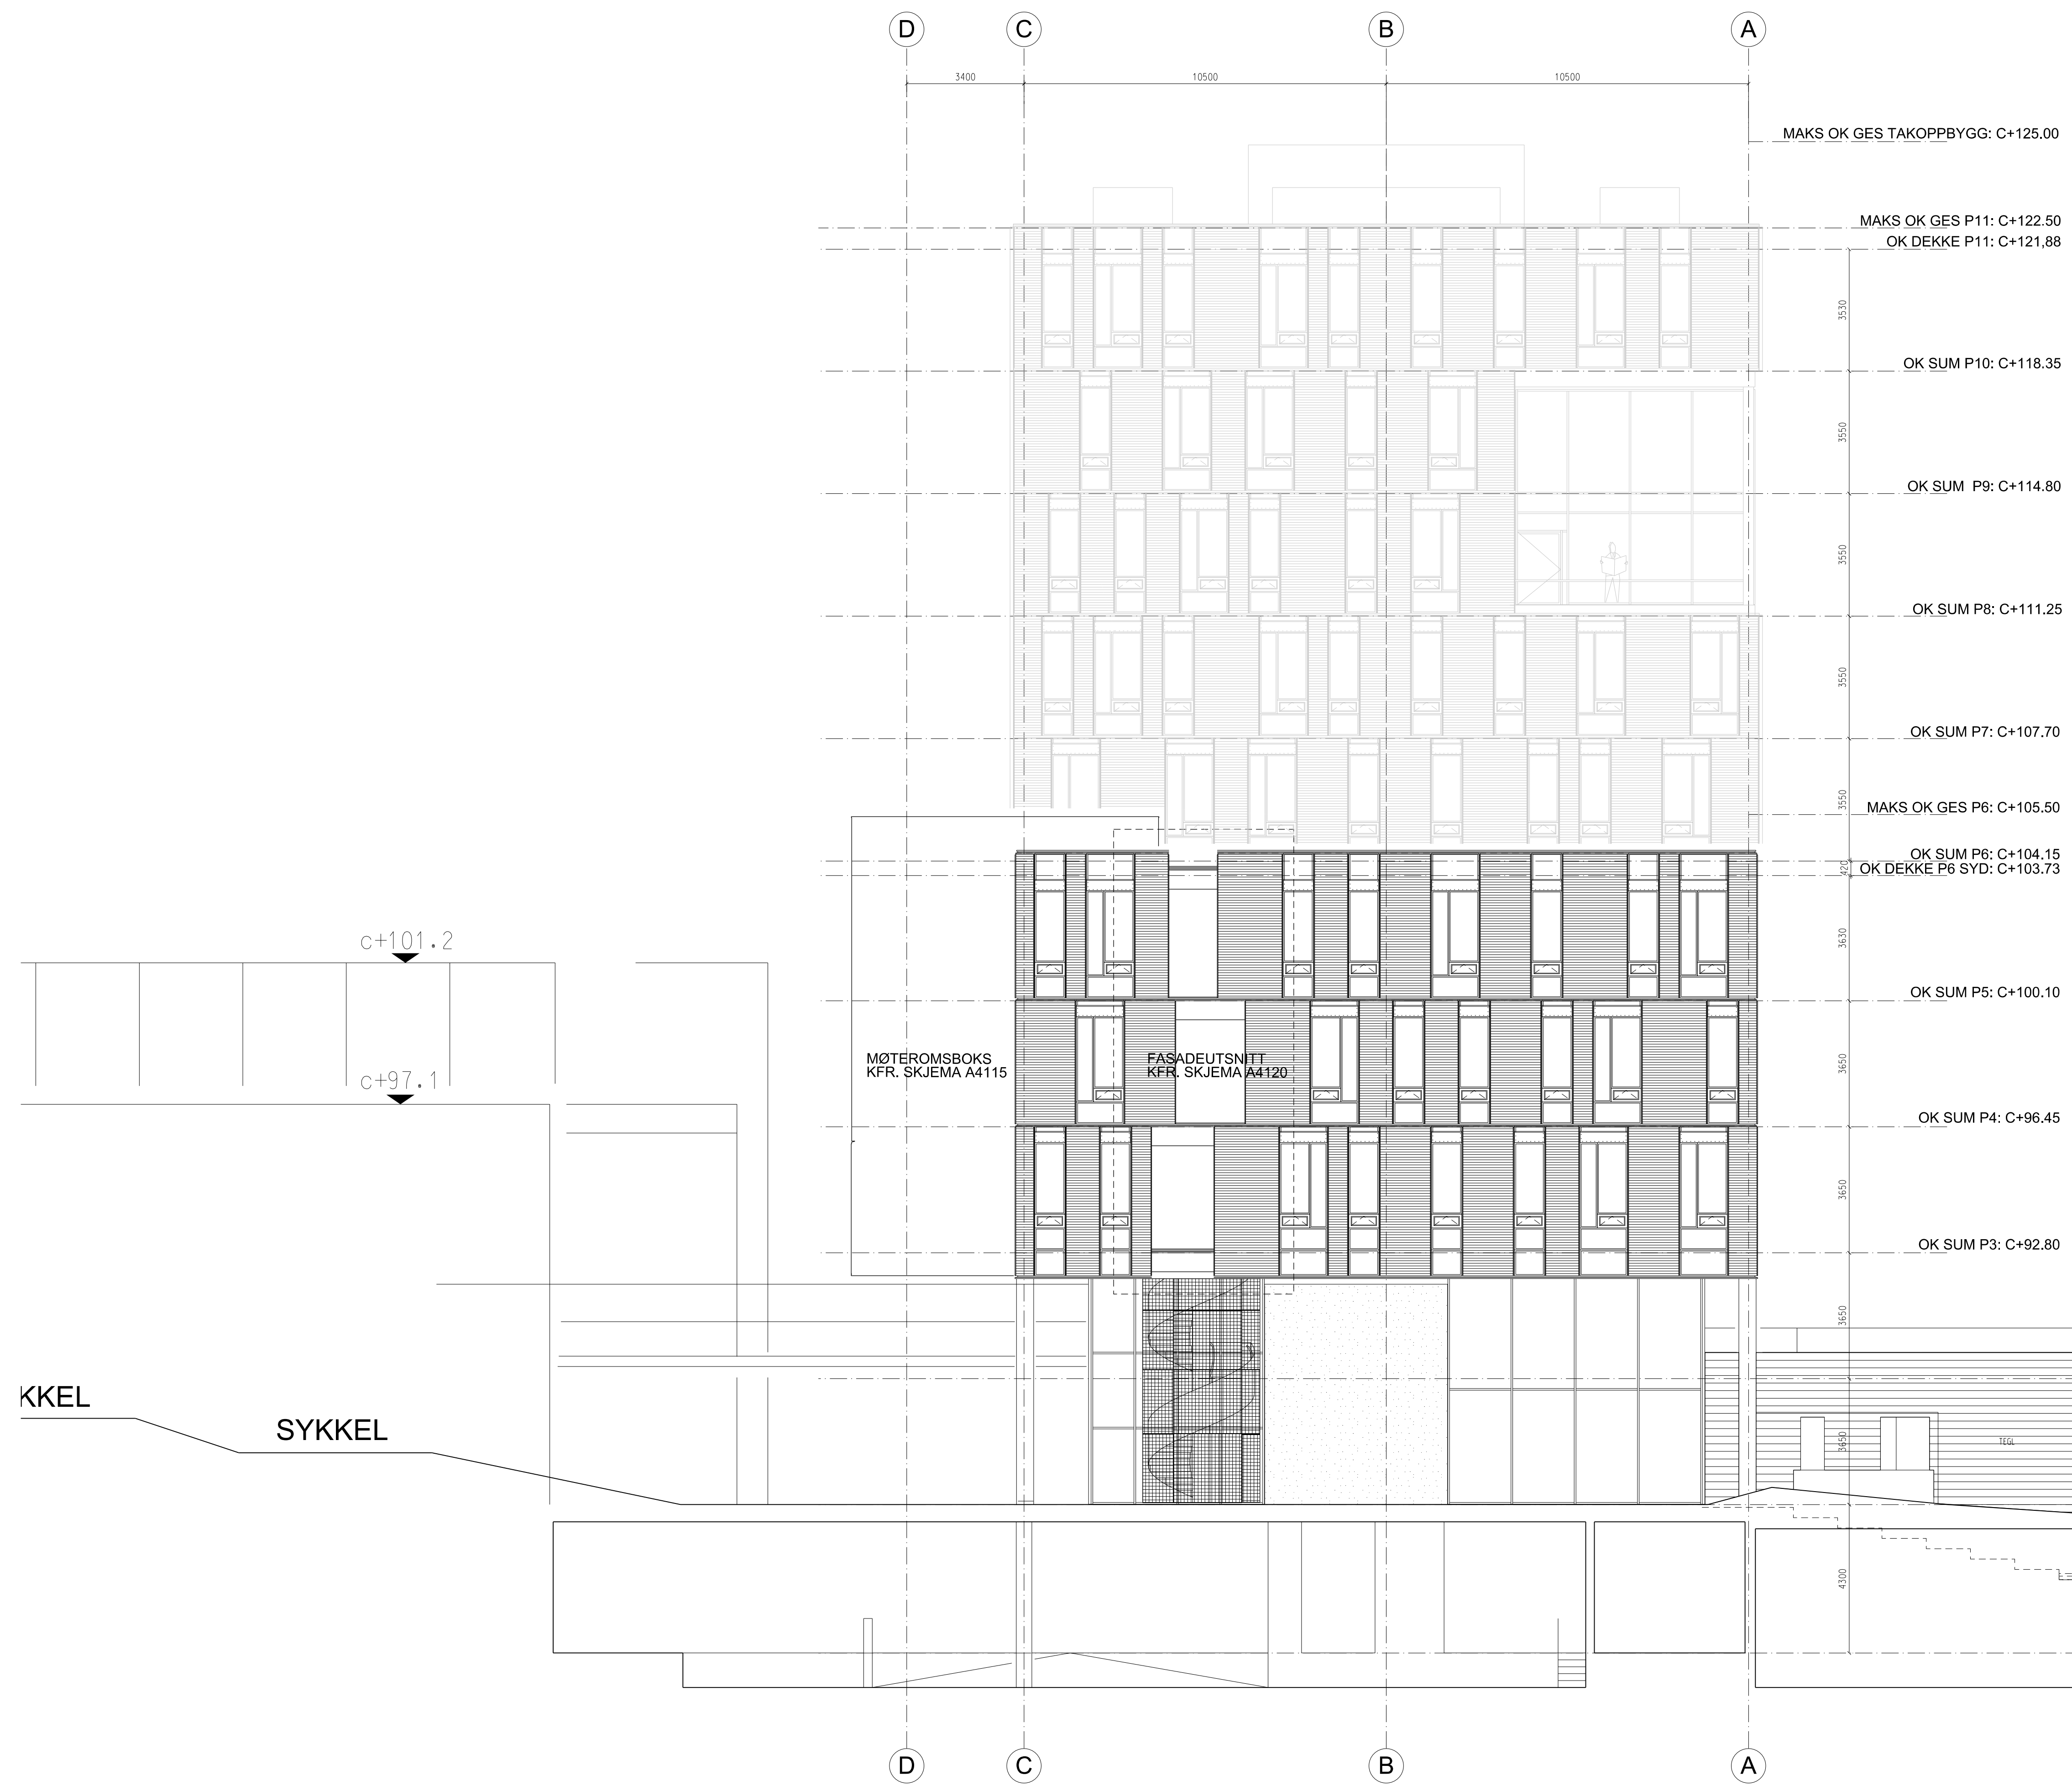 D
C
B
A
3400
10500
10500
MAKS OK GES TAKOPPBYGG: C+125.00
MAKS OK GES P11: C+122.50
OK DEKKE P11: C+121,88
3530
OK SUM P10: C+118.35
3550
OK SUM  P9: C+114.80
3550
OK SUM P8: C+111.25
3550
OK SUM P7: C+107.70
3550
MAKS OK GES P6: C+105.50
OK SUM P6: C+104.15
420
OK DEKKE P6 SYD: C+103.73
3630
c+101.2
OK SUM P5: C+100.10
MØTEROMSBOKS
KFR. SKJEMA A4115
FASADEUTSNITT
KFR. SKJEMA A4120
3650
c+97.1
OK SUM P4: C+96.45
3650
OK SUM P3: C+92.80
3650
KKEL
SYKKEL
3650
TEGL
4300
D
C
B
A